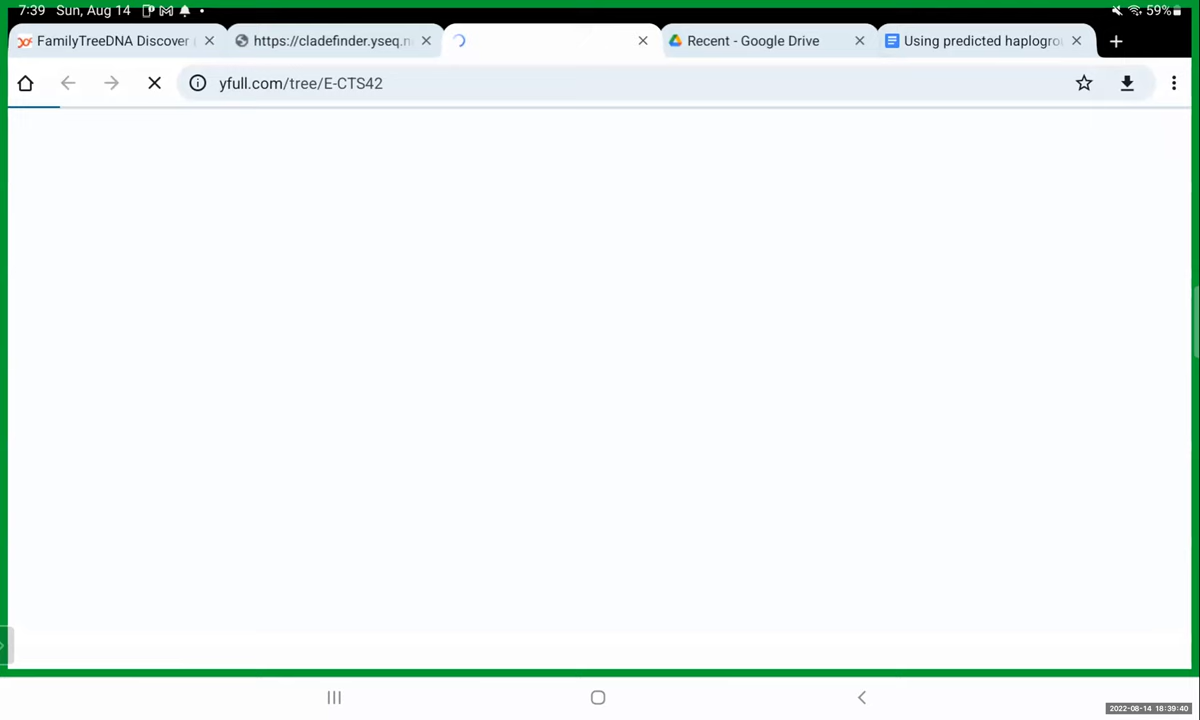 7:39 Sun, Aug 14 59%
FamilyTreeDNA Discover
https://cladefinder.yseq.n
Recent - Google Drive
Using predicted haplogro
yfull.com/tree/E-CTS42
2022-08-14 18:39:40